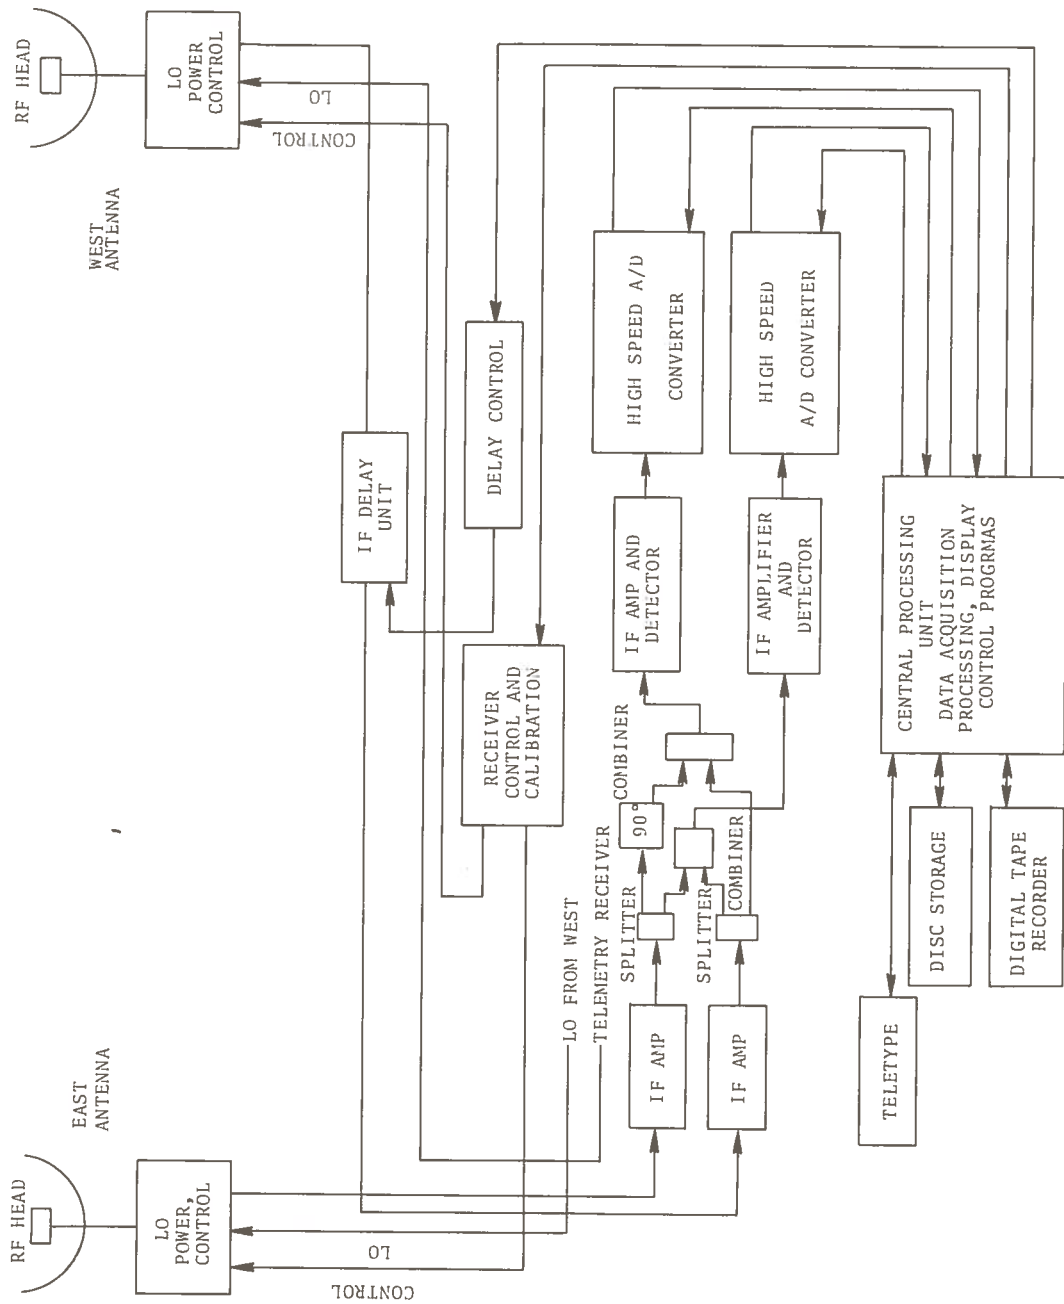 RF HEAD
EAST
ANTENNA
WEST
ANTENNA
RF HEAD
LO
POWER,
CONTROL
LO
POWER
CONTROL
CONTROL
LO
LO
CONTROL
IF DELAY
UNIT
RECEIVER
CONTROL AND
CALIBRATION
DELAY CONTROL
LO FROM WEST
TELEMETRY RECEIVER
IF AMP
SPLITTER
90°
COMBINER
IF AMP AND
DETECTOR
HIGH SPEED A/D
CONVERTER
IF AMP
SPLITTER
COMBINER
IF AMPLIFIER
AND
DETECTOR
HIGH SPEED
A/D CONVERTER
TELETYPE
DISC STORAGE
DIGITAL TAPE
RECORDER
CENTRAL PROCESSING
UNIT
DATA ACQUISITION
PROCESSING, DISPLAY
CONTROL PROGRMAS